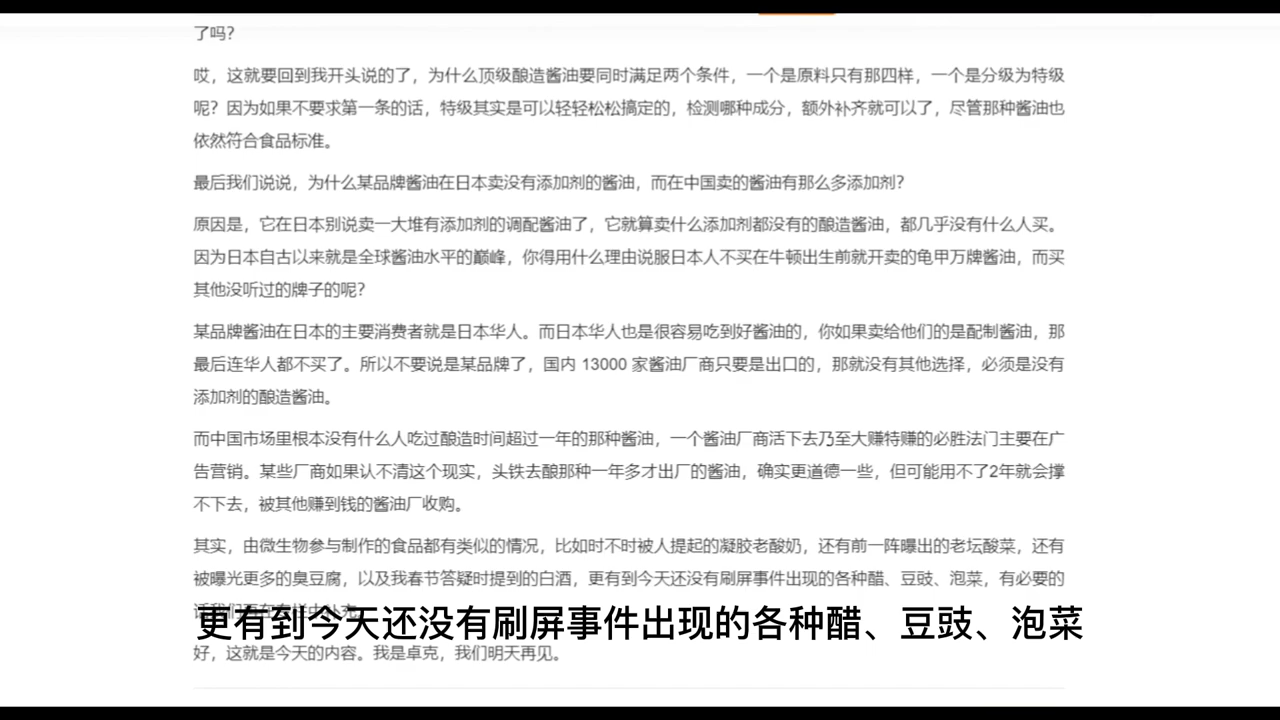 了吗？
哎，这就要回到我开头说的了，为什么顶级酿造酱油要同时满足两个条件，一个是原料只有那四样，一个是分级为特级
呢？因为如果不要求第一条的话，特级其实是可以轻轻松松搞定的，检测哪种成分，额外补齐就可以了，尽管那种酱油也
依然符合食品标准。
最后我们说说，为什么某品牌酱油在日本卖没有添加剂的酱油，而在中国卖的酱油有那么多添加剂？
原因是，它在日本别说卖一大堆有添加剂的调配酱油了，它就算卖什么添加剂都没有的酿造酱油，都几乎没有什么人买。
因为日本自古以来就是全球酱油水平的巅峰，你得用什么理由说服日本人不买在牛顿出生前就开卖的龟甲万牌酱油，而买
其他没听过的牌子的呢？
某品牌酱油在日本的主要消费者就是日本华人。而日本华人也是很容易吃到好酱油的，你如果卖给他们的是配制酱油，那
最后连华人都不买了。所以不要说是某品牌了，国内 13000 家酱油厂商只要是出口的，那就没有其他选择，必须是没有
添加剂的酿造酱油。
而中国市场里根本没有什么人吃过酿造时间超过一年的那种酱油，一个酱油厂商活下去乃至大赚特赚的必胜法门主要在广
告营销。某些厂商如果认不清这个现实，头铁去酿那种一年多才出厂的酱油，确实更道德一些，但可能用不了2年就会撑
不下去，被其他赚到钱的酱油厂收购。
其实，由微生物参与制作的食品都有类似的情况，比如时不时被人提起的凝胶老酸奶，还有前一阵曝出的老坛酸菜，还有
被曝光更多的臭豆腐，以及我春节答疑时提到的白酒，更有到今天还没有刷屏事件出现的各种醋、豆豉、泡菜，有必要的
更有到今天还没有刷屏事件出现的各种醋、豆豉、泡菜
好，这就是今天的内容。我是卓克，我们明天再见。